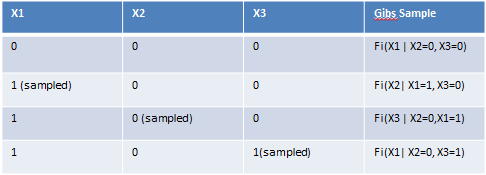 X1 X2 X3 Gibs Sample
0 0 0 Fi(X1 | X2=0, X3=0)
1 (sampled) 0 0 Fi(X2| X1=1, X3=0)
1 0 (sampled) 0 Fi(X3 | X2=0,X1=1)
1 0 1(sampled) Fi(X1| X2=0, X3=1)